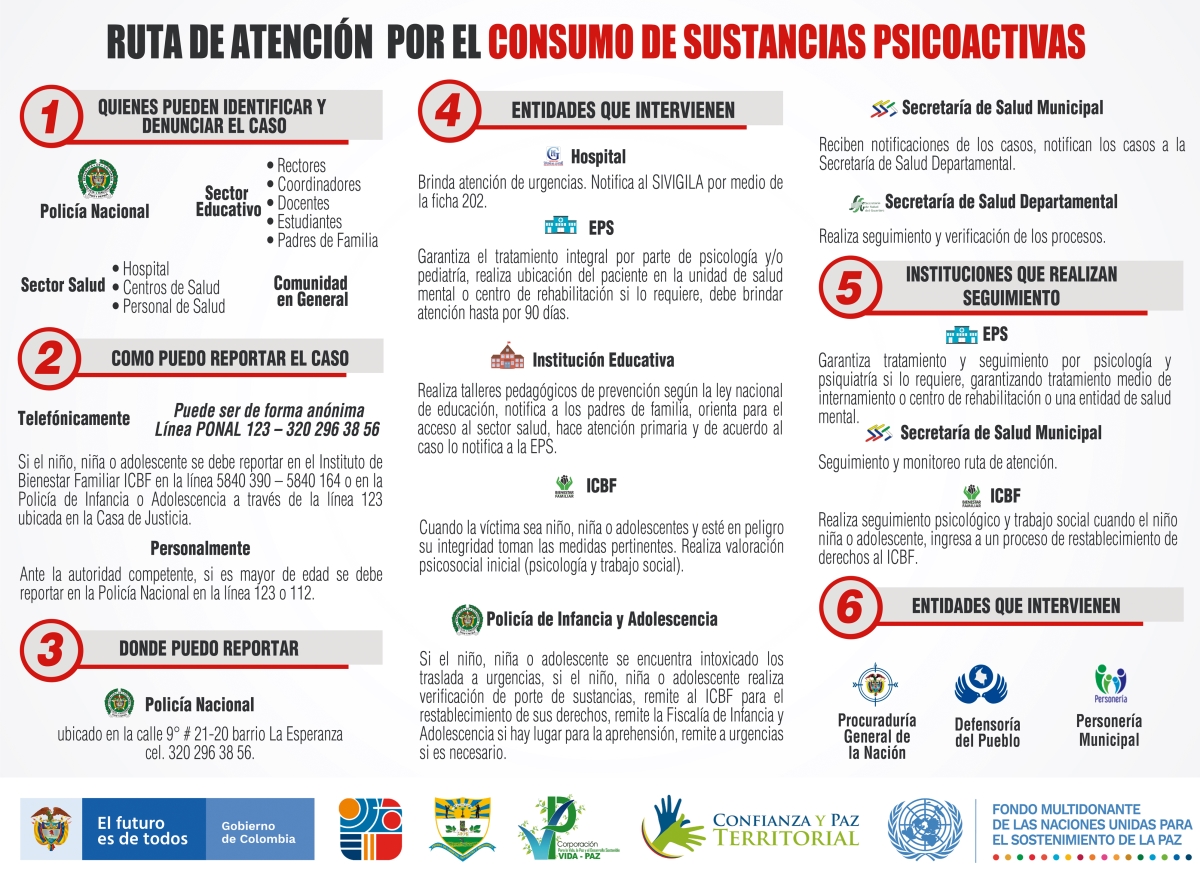 RUTA DE ATENCIÓN POR EL CONSUMO DE SUSTANCIAS PSICOACTIVAS
1
QUIENES PUEDEN IDENTIFICAR Y
DENUNCIAR EL CASO
Policía Nacional
Sector
Educativo
• Rectores
• Coordinadores
• Docentes
• Estudiantes
• Padres de Familia
Sector Salud
• Hospital
• Centros de Salud
• Personal de Salud
Comunidad
en General
2
COMO PUEDO REPORTAR EL CASO
Telefónicamente
Puede ser de forma anónima
Línea PONAL 123 – 320 296 38 56
Si el niño, niña o adolescente se debe reportar en el Instituto de
Bienestar Familiar ICBF en la línea 5840 390 – 5840 164 o en la
Policía de Infancia o Adolescencia a través de la línea 123
ubicada en la Casa de Justicia.
Personalmente
Ante la autoridad competente, si es mayor de edad se debe
reportar en la Policía Nacional en la línea 123 o 112.
3
DONDE PUEDO REPORTAR
Policía Nacional
ubicado en la calle 9° # 21-20 barrio La Esperanza
cel. 320 296 38 56.
4
ENTIDADES QUE INTERVIENEN
Hospital
Brinda atención de urgencias. Notifica al SIVIGILA por medio de
la ficha 202.
EPS
Garantiza el tratamiento integral por parte de psicología y/o
pediatría, realiza ubicación del paciente en la unidad de salud
mental o centro de rehabilitación si lo requiere, debe brindar
atención hasta por 90 días.
Institución Educativa
Realiza talleres pedagógicos de prevención según la ley nacional
de educación, notifica a los padres de familia, orienta para el
acceso al sector salud, hace atención primaria y de acuerdo al
caso lo notifica a la EPS.
BIENESTAR
FAMILIAR
ICBF
Cuando la víctima sea niño, niña o adolescentes y esté en peligro
su integridad toman las medidas pertinentes. Realiza valoración
psicosocial inicial (psicología y trabajo social).
Policía de Infancia y Adolescencia
Si el niño, niña o adolescente se encuentra intoxicado los
traslada a urgencias, si el niño, niña o adolescente realiza
verificación de porte de sustancias, remite al ICBF para el
restablecimiento de sus derechos, remite la Fiscalía de Infancia y
Adolescencia si hay lugar para la aprehensión, remite a urgencias
si es necesario.
Secretaría de Salud Municipal
Reciben notificaciones de los casos, notifican los casos a la
Secretaría de Salud Departamental.
Secretaría de Salud Departamental
Realiza seguimiento y verificación de los procesos.
5
INSTITUCIONES QUE REALIZAN
SEGUIMIENTO
EPS
Garantiza tratamiento y seguimiento por psicología y
psiquiatría si lo requiere, garantizando tratamiento medio de
internamiento o centro de rehabilitación o una entidad de salud
mental.
Secretaría de Salud Municipal
Seguimiento y monitoreo ruta de atención.
BIENESTAR
FAMILIAR
ICBF
Realiza seguimiento psicológico y trabajo social cuando el niño
niña o adolescente, ingresa a un proceso de restablecimiento de
derechos al ICBF.
6
ENTIDADES QUE INTERVIENEN
Procuraduría
General de
la Nación
Defensoría
del Pueblo
Personería
Personería
Municipal
El futuro
es de todos
Gobierno
de Colombia
Corporación
Para la Vida, la Paz y el Desarrollo Sostenible
VIDA - PAZ
CONFIANZA Y PAZ
TERRITORIAL
FONDO MULTIDONANTE
DE LAS NACIONES UNIDAS PARA
EL SOSTENIMIENTO DE LA PAZ